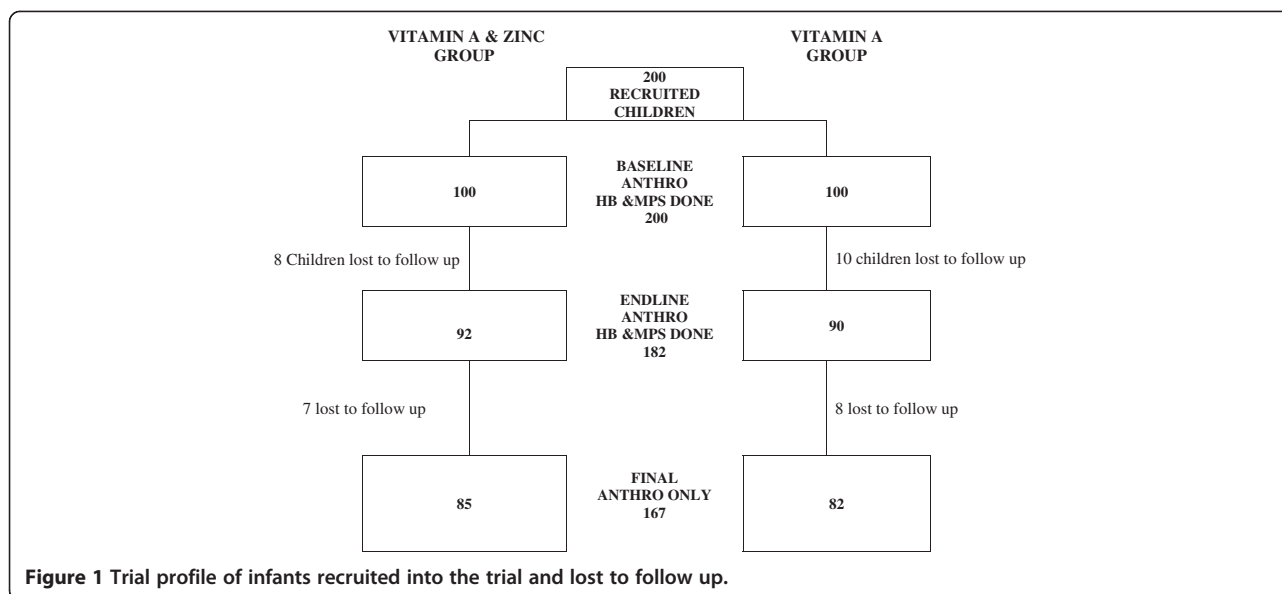 VITAMIN A & ZINC
GROUP
VITAMIN A
GROUP
200
RECRUITED
CHILDREN
100
BASELINE
ANTHRO
HB &MPS DONE
200
100
8 Children lost to follow up
10 children lost to follow up
92
ENDLINE
ANTHRO
HB &MPS DONE
182
90
7 lost to follow up
8 lost to follow up
85
FINAL
ANTHRO ONLY
167
82
Figure 1 Trial profile of infants recruited into the trial and lost to follow up.